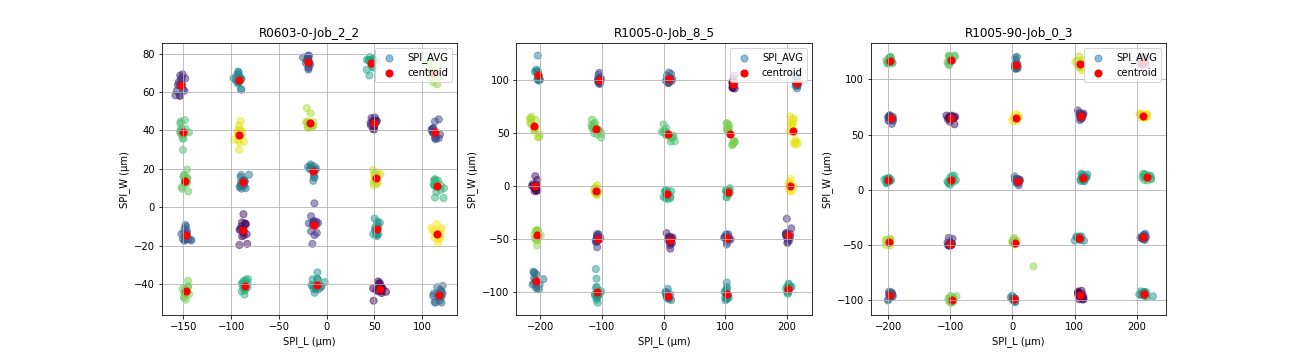 R0603-0-Job_2_2
SPI_AVG
centroid
80
60
40
20
0
−20
−40
SPI_W (μm)
−150
−100
−50
0
50
100
SPI_L (μm)
R1005-0-Job_8_5
SPI_AVG
centroid
100
50
0
−50
−100
SPI_W (μm)
−200
−100
0
100
200
SPI_L (μm)
R1005-90-Job_0_3
SPI_AVG
centroid
100
50
0
−50
−100
SPI_W (μm)
−200
−100
0
100
200
SPI_L (μm)